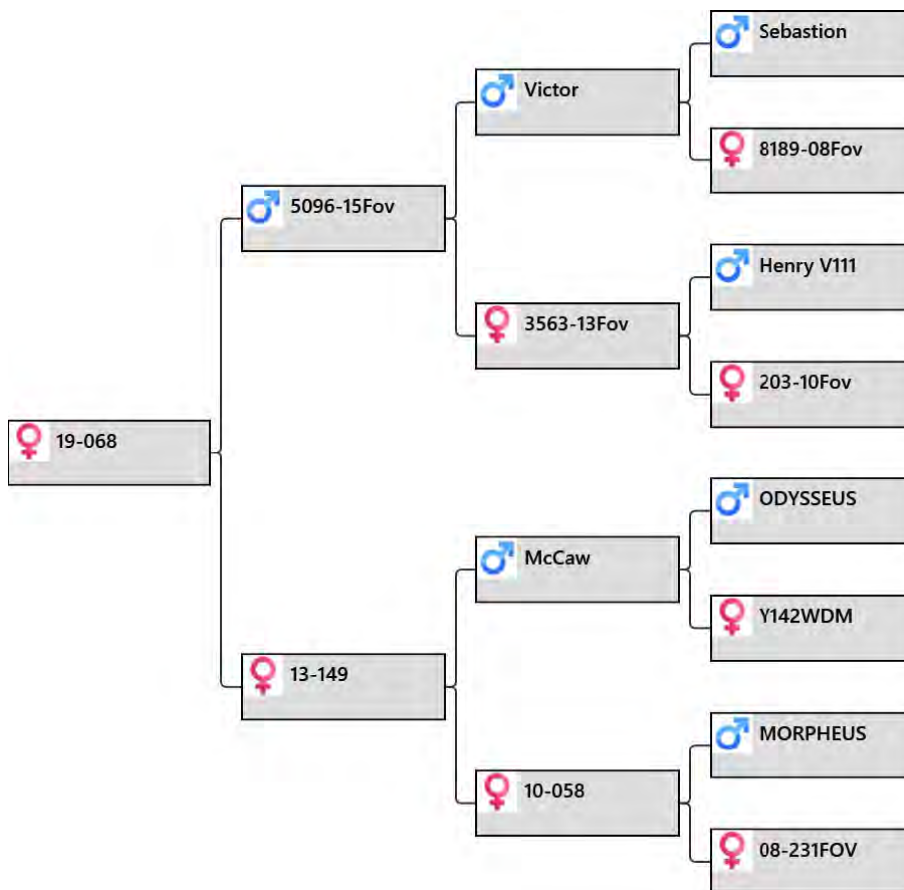 Sebastion
Victor
8189-08Fov
5096-15Fov
Henry V111
3563-13Fov
203-10Fov
19-068
ODYSSEUS
McCaw
Y142WDM
13-149
MORPHEUS
10-058
08-231FOV